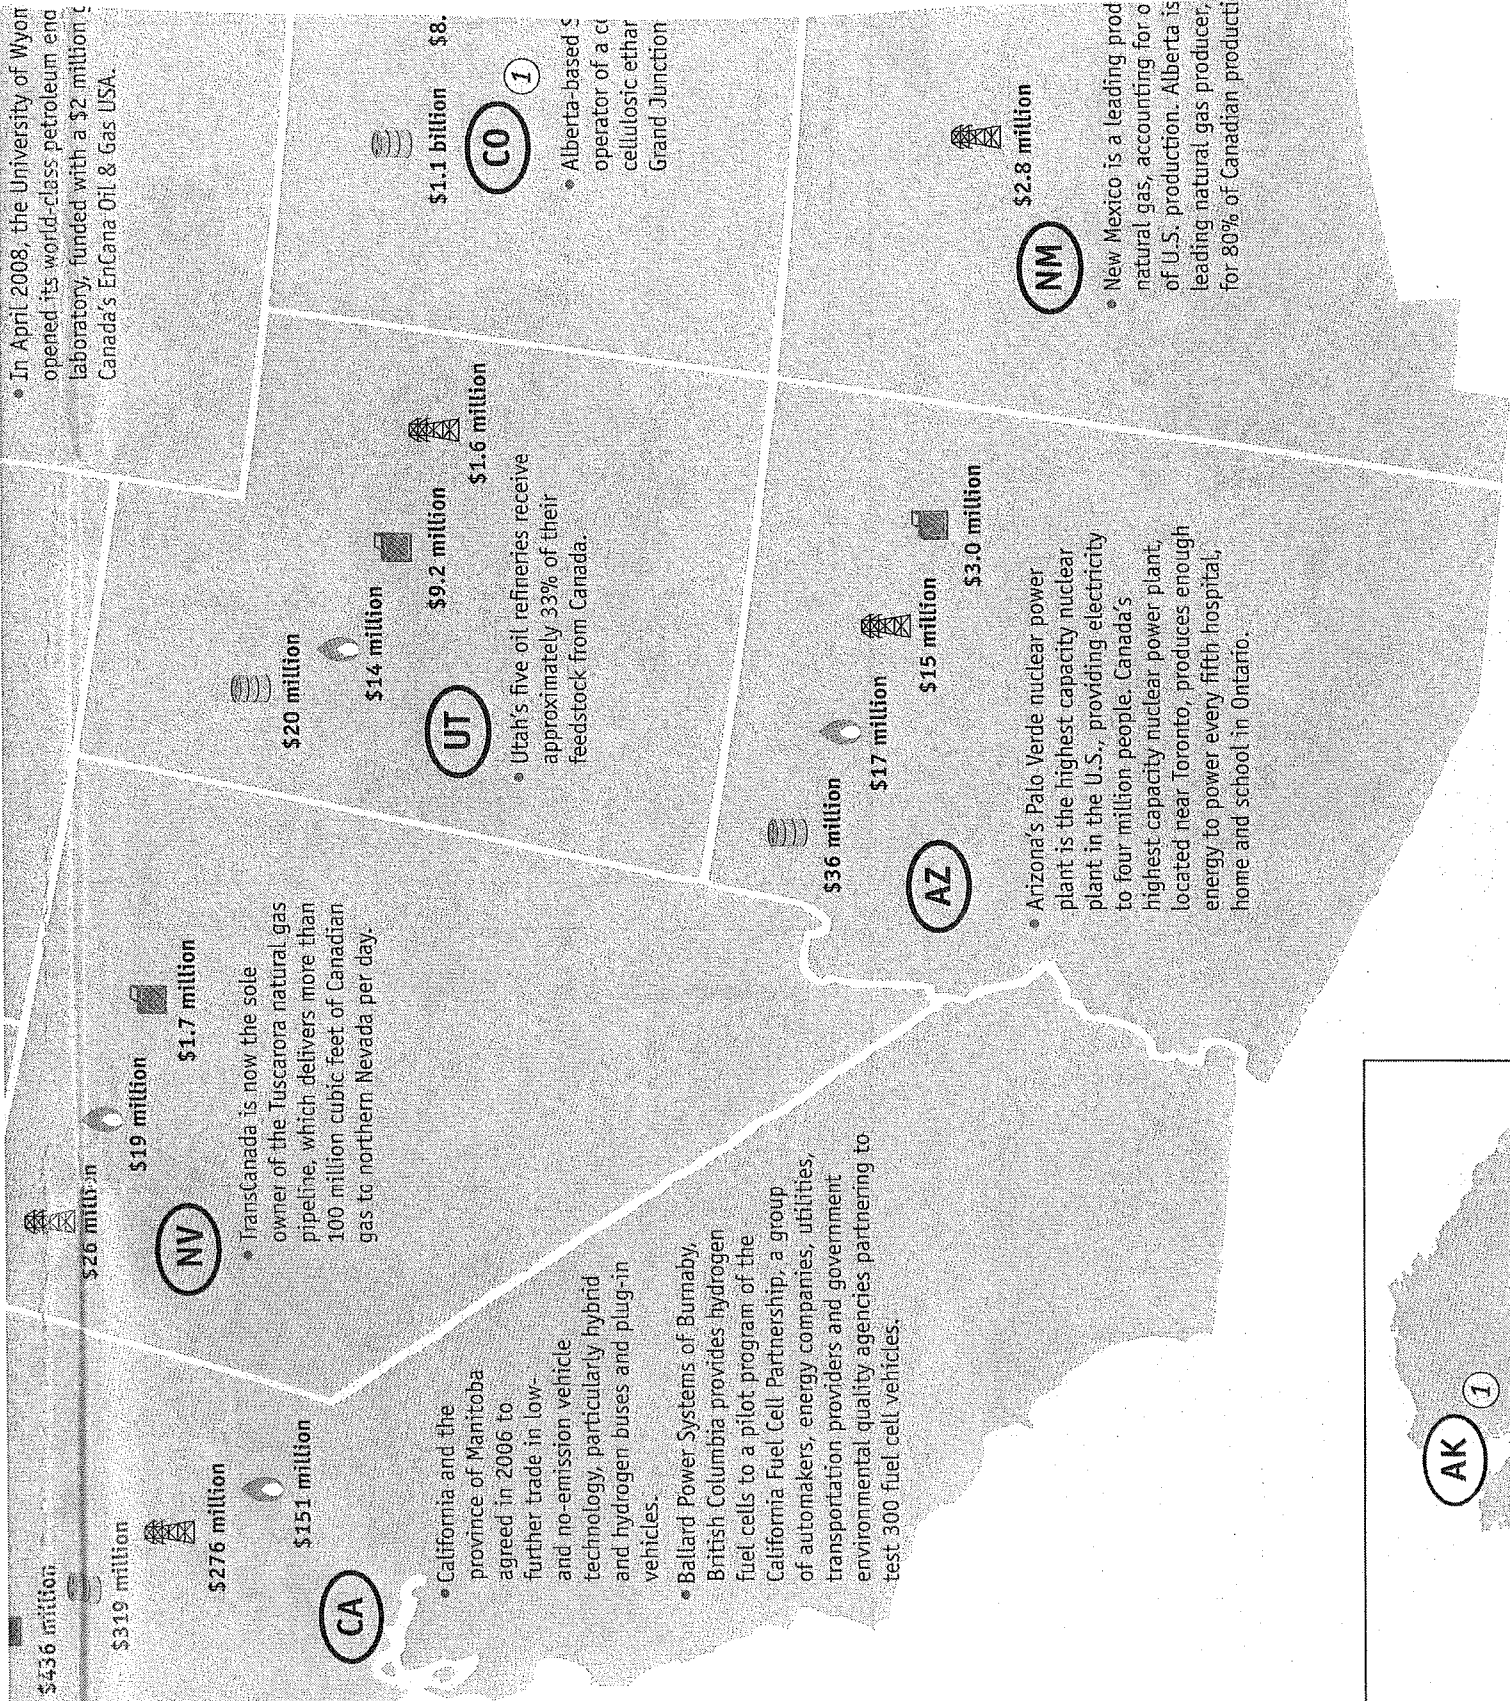 $436 million
$319 million
$276 million
$151 million
CA
• California and the
province of Manitoba
agreed in 2006 to
further trade in low-
and no-emission vehicle
technology, particularly hybrid
and hydrogen buses and plug-in
vehicles.
• Ballard Power Systems of Burnaby,
British Columbia provides hydrogen
fuel cells to a pilot program of the
California Fuel Cell Partnership, a group
of automakers, energy companies, utilities,
transportation providers and government
environmental quality agencies partnering to
test 300 fuel cell vehicles.
$26 million
$19 million
$1.7 million
NV
• TransCanada is now the sole
owner of the Tuscarora natural gas
pipeline, which delivers more than
100 million cubic feet of Canadian
gas to northern Nevada per day.
$20 million
$14 million
$9.2 million
$1.6 million
UT
• Utah's five oil refineries receive
approximately 33% of their
feedstock from Canada.
$36 million
$17 million
$15 million
$3.0 million
AZ
• Arizona's Palo Verde nuclear power
plant is the highest capacity nuclear
plant in the U.S., providing electricity
to four million people. Canada's
highest capacity nuclear power plant,
located near Toronto, produces enough
energy to power every fifth hospital,
home and school in Ontario.
• In April 2008, the University of
opened its world-class petroleum
laboratory, funded with a $2 million
Canada's EnCana Oil & Gas USA.
$1.1 billion $8.
CO 1
• Alberta-based
operator of a
cellulosic
Grand Junction
$2.8 million
NM
• New Mexico is a leading
natural gas, accounting for
of U.S. production. Alberta is
leading natural gas producer,
for 80% of Canadian
AK 1